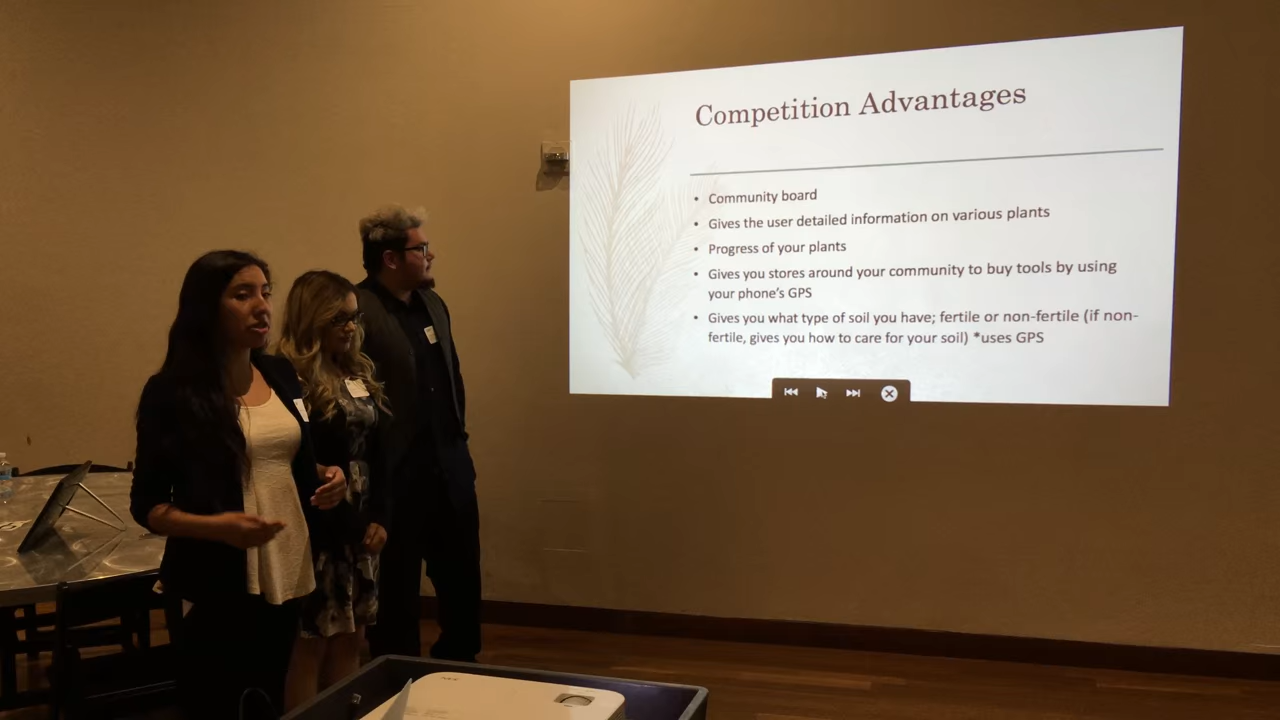 Competition Advantages
• Community board
• Gives the user detailed information on various plants
• Progress of your plants
• Gives you stores around your community to buy tools by using
your phone's GPS
• Gives you what type of soil you have; fertile or non-fertile (if non-
fertile, gives you how to care for your soil) *uses GPS
NEC